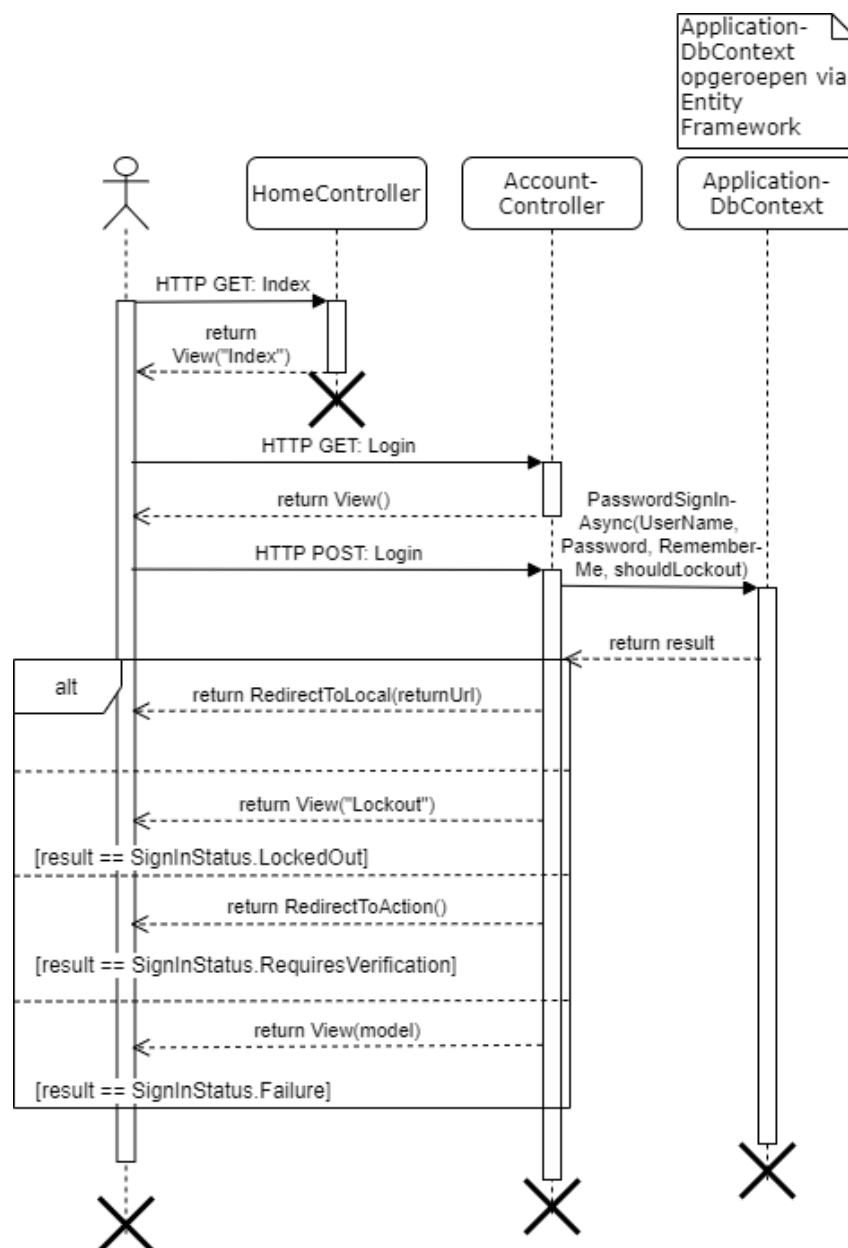 Application-
DbContext
opgeroepen via
Entity
Framework
HomeController
Account-
Controller
Application-
DbContext
HTTP GET: Index
return
View("Index")
HTTP GET: Login
return View()
PasswordSignIn-
Async(UserName,
Password, Remember-
Me, shouldLockout)
HTTP POST: Login
return result
alt
return RedirectToLocal(returnUrl)
return View("Lockout")
[result == SignInStatus.LockedOut]
return RedirectToAction()
[result == SignInStatus.RequiresVerification]
return View(model)
[result == SignInStatus.Failure]